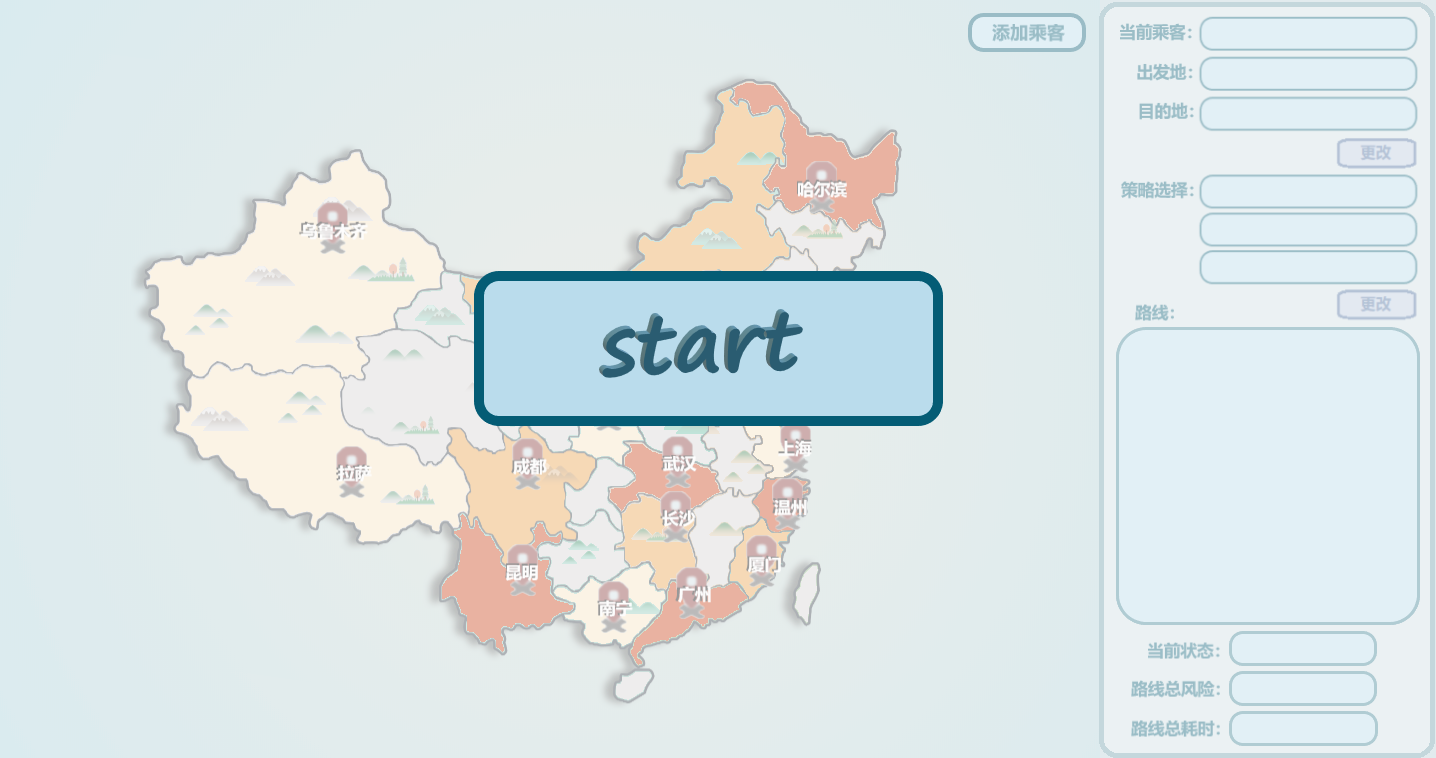 添加乘客
哈尔滨
乌鲁木齐
start
上海
成都
武汉
拉萨
温州
长沙
厦门
昆明
广州
南宁
当前乘客：
出发地：
目的地：
更改
策略选择：
更改
路线：
当前状态：
路线总风险：
路线总耗时：